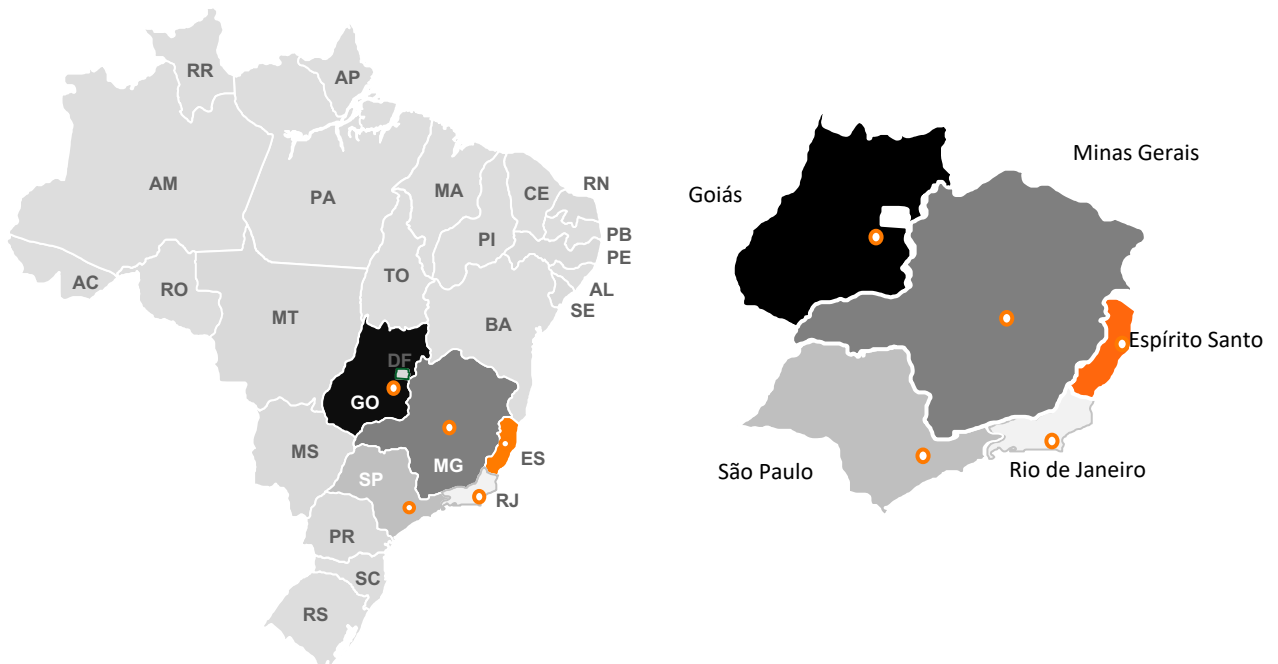 RR
AP
AM
PA
MA
CE
RN
PI
PB
PE
AC
RO
TO
AL
SE
MT
BA
DF
GO
MS
MG
ES
SP
RJ
PR
SC
RS
Minas Gerais
Goiás
Espírito Santo
São Paulo
Rio de Janeiro